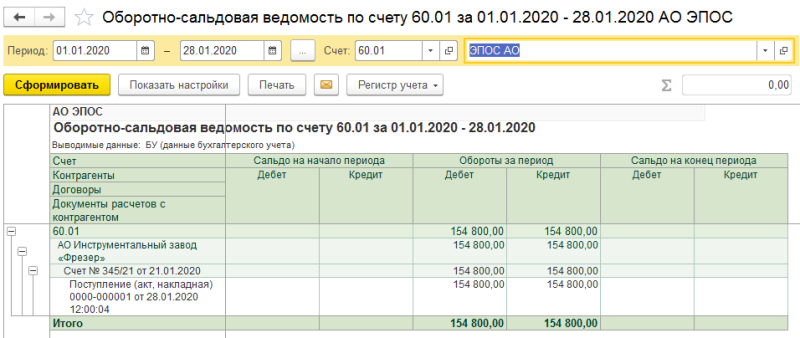 Оборотно-сальдовая ведомость по счету 60.01 за 01.01.2020 - 28.01.2020 АО ЭПОС
Период: 01.01.2020 – 28.01.2020 ... Счет: 60.01 ЭПОС АО
Сформировать Показать настройки Печать Регистр учета Σ 0,00
АО ЭПОС
Оборотно-сальдовая ведомость по счету 60.01 за 01.01.2020 - 28.01.2020
Выводимые данные: БУ (данные бухгалтерского учета)
Счет Сальдо на начало периода Обороты за период Сальдо на конец периода
Контрагенты Дебет Кредит Дебет Кредит Дебет Кредит
Договоры
Документы расчетов с
контрагентом
60.01 154 800,00 154 800,00
АО Инструментальный завод 154 800,00 154 800,00
«Фрезер»
Счет № 345/21 от 21.01.2020 154 800,00 154 800,00
Поступление (акт, накладная) 154 800,00 154 800,00
0000-000001 от 28.01.2020
12:00:04
Итого 154 800,00 154 800,00